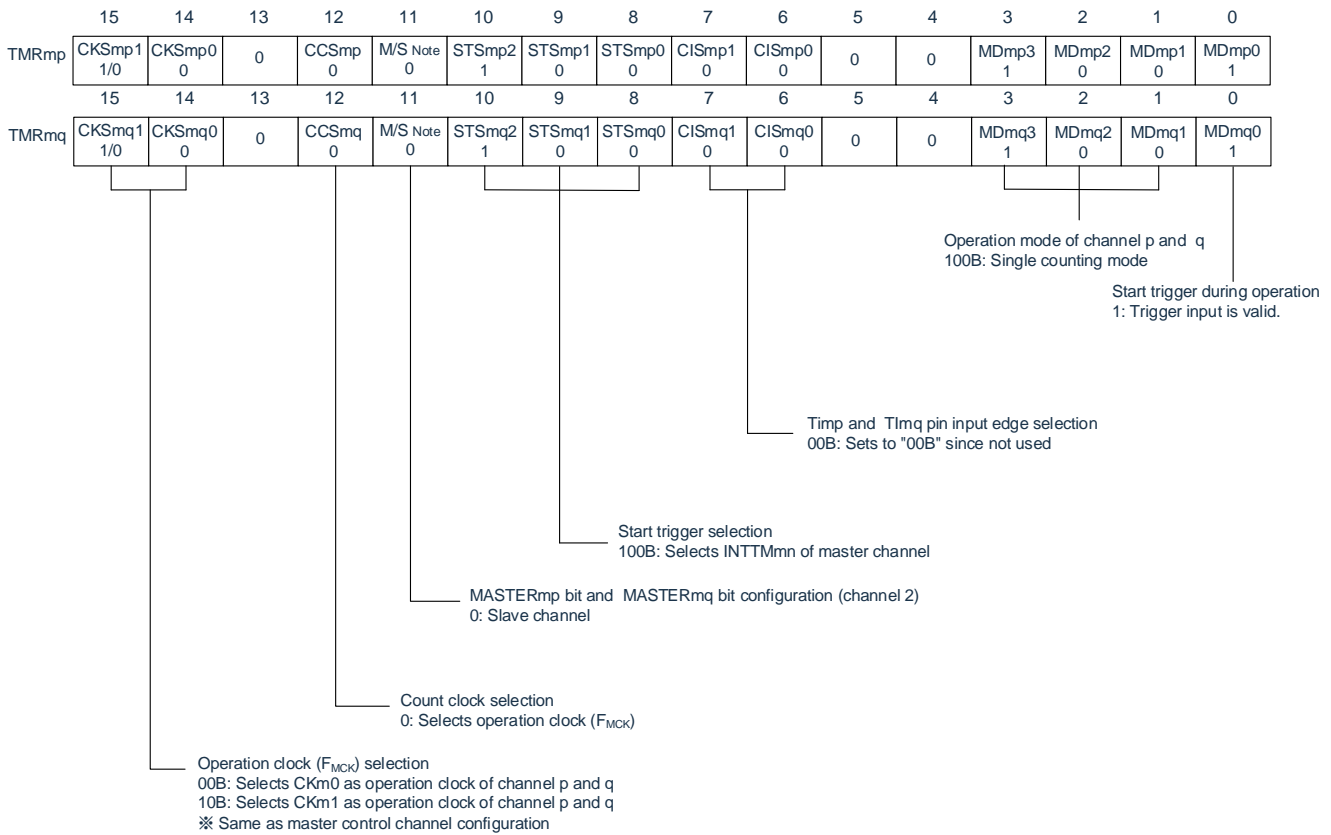 15 14 13 12 11 10 9 8 7 6 5 4 3 2 1 0
TMRmp CKSmp1 CKSmp0 0 CCSmp M/S Note STSmp2 STSmp1 STSmp0 CISmp1 CISmp0 0 0 MDmp3 MDmp2 MDmp1 MDmp0
1/0 0 0 0 1 0 0 0 0 1 0 0 1
15 14 13 12 11 10 9 8 7 6 5 4 3 2 1 0
TMRmq CKSmq1 CKSmq0 0 CCSmq M/S Note STSmq2 STSmq1 STSmq0 CISmq1 CISmq0 0 0 MDmq3 MDmq2 MDmq1 MDmq0
1/0 0 0 0 1 0 0 0 0 1 0 0 1
Operation mode of channel p and q
100B: Single counting mode
Start trigger during operation
1: Trigger input is valid.
Timp and TImq pin input edge selection
00B: Sets to "00B" since not used
Start trigger selection
100B: Selects INTTMmn of master channel
MASTERmp bit and MASTERmq bit configuration (channel 2)
0: Slave channel
Count clock selection
0: Selects operation clock (FMCK)
Operation clock (FMCK) selection
00B: Selects CKm0 as operation clock of channel p and q
10B: Selects CKm1 as operation clock of channel p and q
※ Same as master control channel configuration